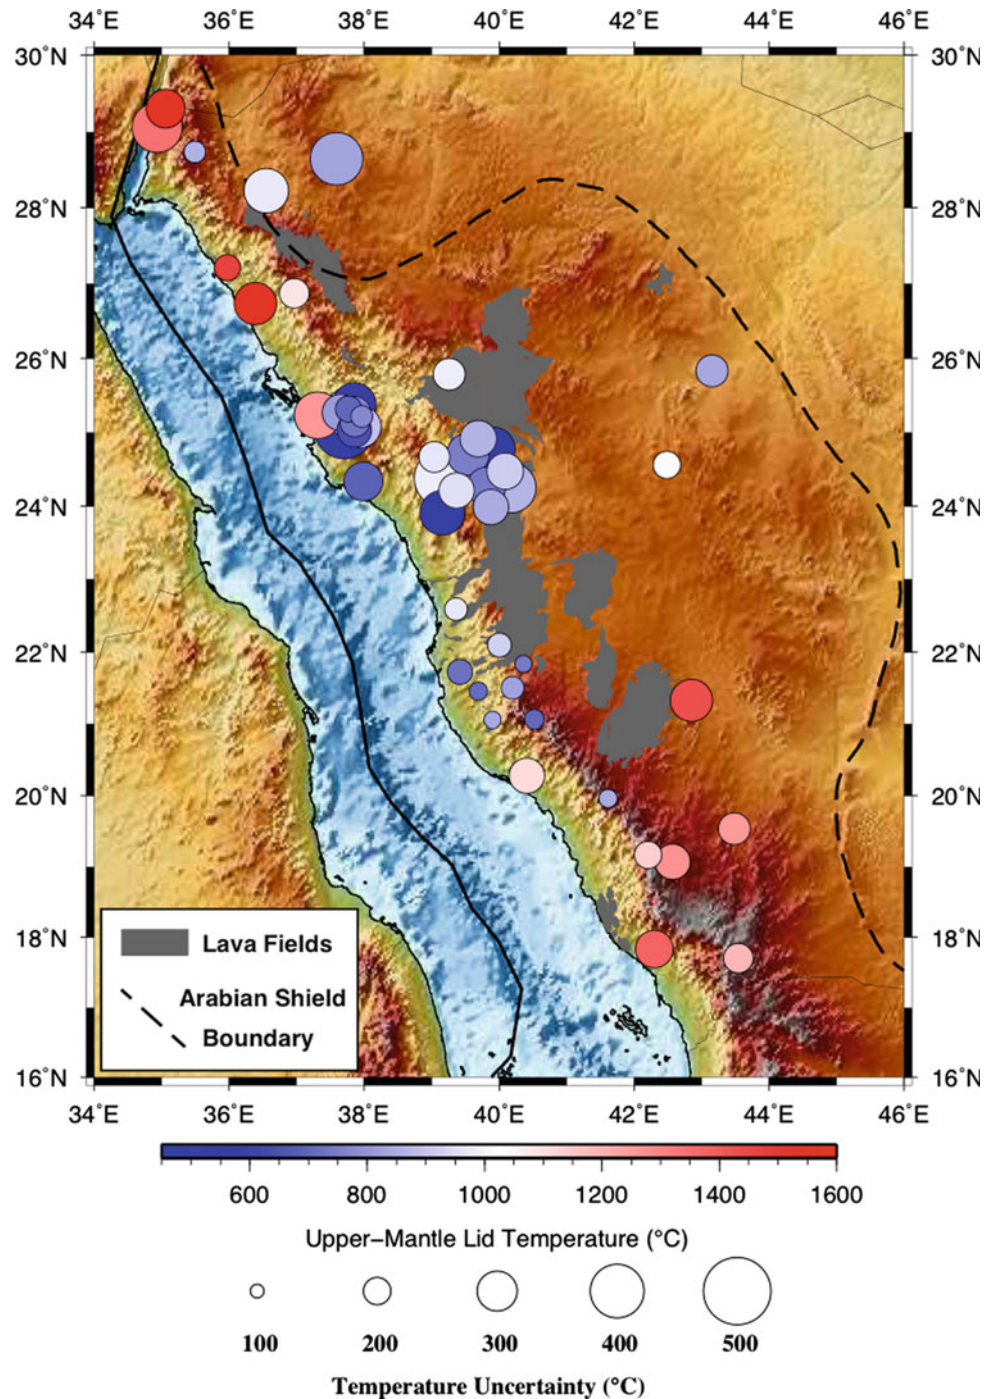 34°E 36°E 38°E 40°E 42°E 44°E 46°E
30°N 30°N
28°N 28°N
26°N 26°N
24°N 24°N
22°N 22°N
20°N 20°N
18°N 18°N
16°N 16°N
Lava Fields
Arabian Shield
Boundary
34°E 36°E 38°E 40°E 42°E 44°E 46°E
600 800 1000 1200 1400 1600
Upper-Mantle Lid Temperature (°C)
100 200 300 400 500
Temperature Uncertainty (°C)